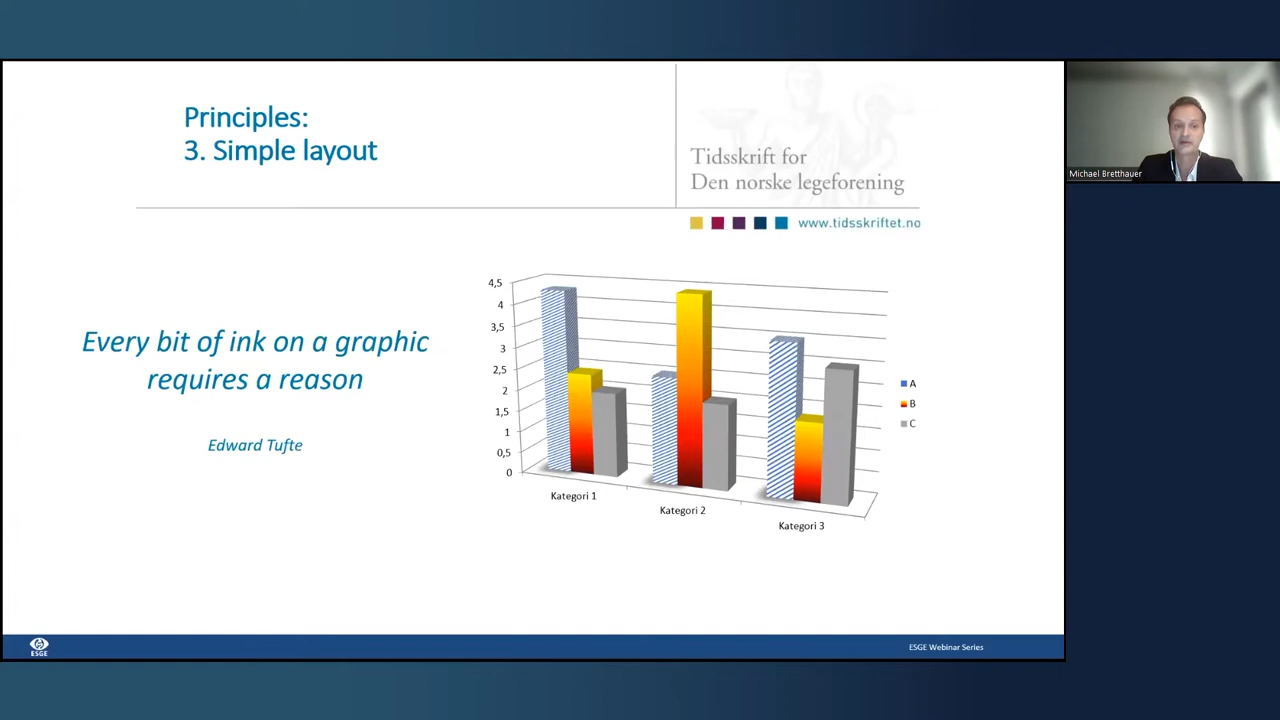 Principles:
3. Simple layout
Tidsskrift for
Den norske legeforening
www.tidsskriftet.no
Michael Bretthauer
Every bit of ink on a graphic
requires a reason
Edward Tufte
4,5
4
3,5
3
2,5
2
1,5
1
0,5
0
Kategori 1
Kategori 2
Kategori 3
A
B
C
ESGE
ESGE Webinar Series